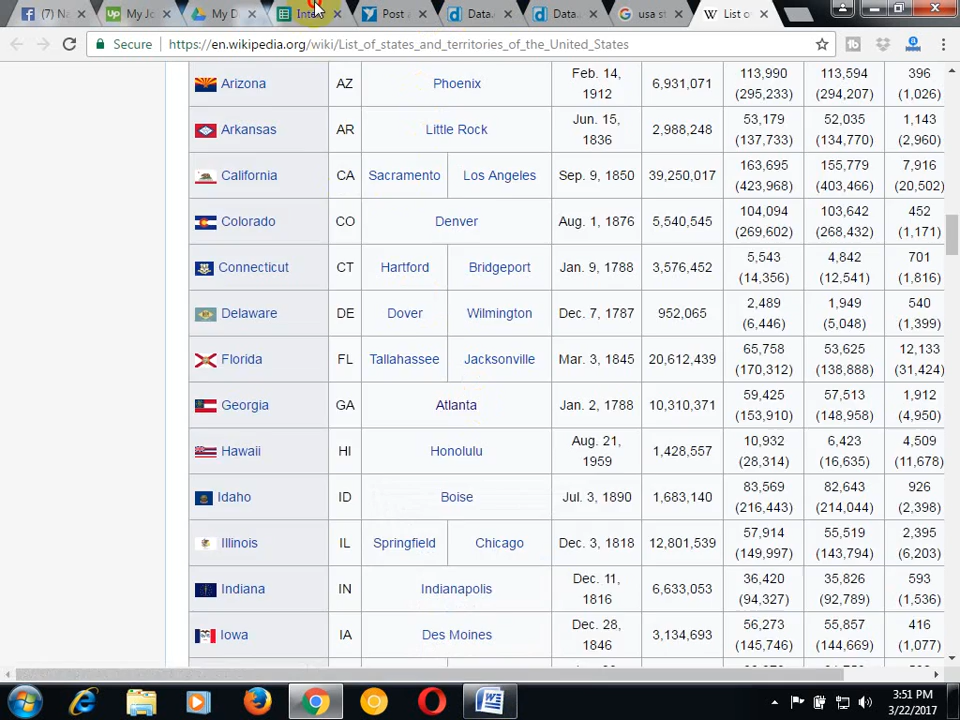 (7) Na
My Jo
My D
Inte
Post a
Data.
Data.
usa st
W List o
Secure https://en.wikipedia.org/wiki/List_of_states_and_territories_of_the_United_States
Arizona AZ Phoenix Feb. 14, 1912 6,931,071 113,990 (295,233) 113,594 (294,207) 396 (1,026)
Arkansas AR Little Rock Jun. 15, 1836 2,988,248 53,179 (137,733) 52,035 (134,770) 1,143 (2,960)
California CA Sacramento Los Angeles Sep. 9, 1850 39,250,017 163,695 (423,968) 155,779 (403,466) 7,916 (20,502)
Colorado CO Denver Aug. 1, 1876 5,540,545 104,094 (269,602) 103,642 (268,432) 452 (1,171)
Connecticut CT Hartford Bridgeport Jan. 9, 1788 3,576,452 5,543 (14,356) 4,842 (12,541) 701 (1,816)
Delaware DE Dover Wilmington Dec. 7, 1787 952,065 2,489 (6,446) 1,949 (5,048) 540 (1,399)
Florida FL Tallahassee Jacksonville Mar. 3, 1845 20,612,439 65,758 (170,312) 53,625 (138,888) 12,133 (31,424)
Georgia GA Atlanta Jan. 2, 1788 10,310,371 59,425 (153,910) 57,513 (148,958) 1,912 (4,950)
Hawaii HI Honolulu Aug. 21, 1959 1,428,557 10,932 (28,314) 6,423 (16,635) 4,509 (11,678)
Idaho ID Boise Jul. 3, 1890 1,683,140 83,569 (216,443) 82,643 (214,044) 926 (2,398)
Illinois IL Springfield Chicago Dec. 3, 1818 12,801,539 57,914 (149,997) 55,519 (143,794) 2,395 (6,203)
Indiana IN Indianapolis Dec. 11, 1816 6,633,053 36,420 (94,327) 35,826 (92,789) 593 (1,536)
Iowa IA Des Moines Dec. 28, 1846 3,134,693 56,273 (145,746) 55,857 (144,669) 416 (1,077)
3:51 PM
3/22/2017